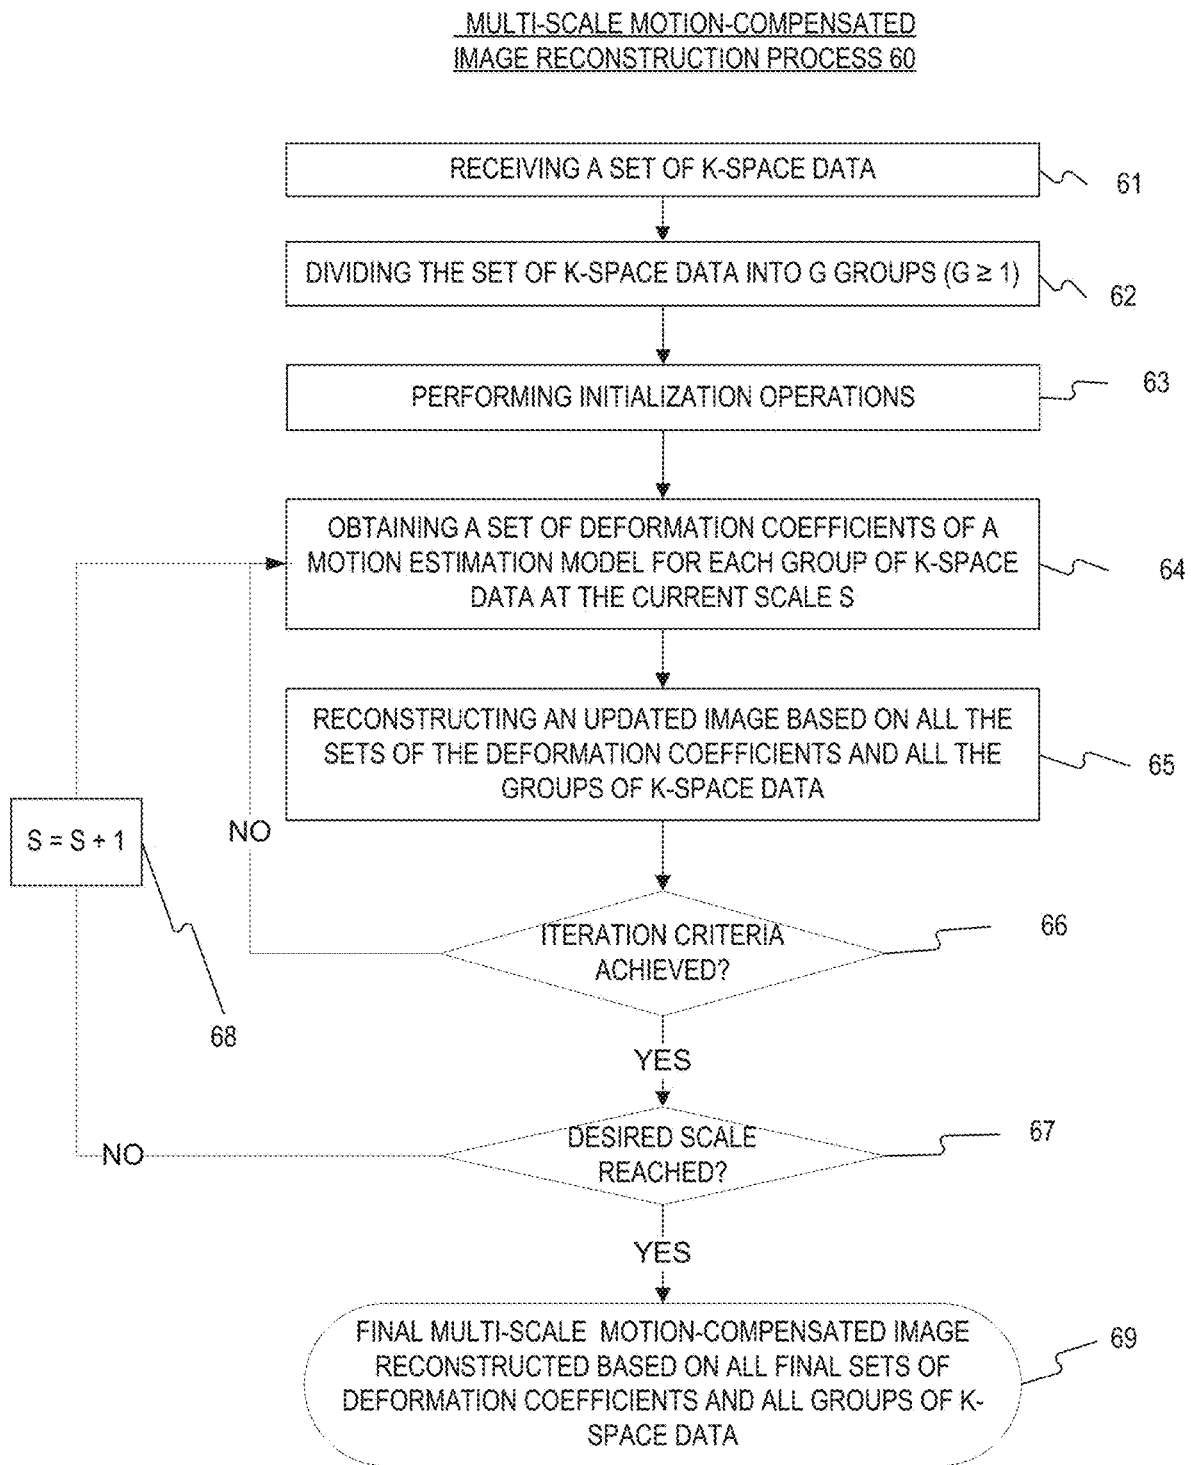 MULTI-SCALE MOTION-COMPENSATED
IMAGE RECONSTRUCTION PROCESS 60
RECEIVING A SET OF K-SPACE DATA
61
DIVIDING THE SET OF K-SPACE DATA INTO G GROUPS (G ≥ 1)
62
PERFORMING INITIALIZATION OPERATIONS
63
OBTAINING A SET OF DEFORMATION COEFFICIENTS OF A
MOTION ESTIMATION MODEL FOR EACH GROUP OF K-SPACE
DATA AT THE CURRENT SCALE S
64
RECONSTRUCTING AN UPDATED IMAGE BASED ON ALL THE
SETS OF THE DEFORMATION COEFFICIENTS AND ALL THE
GROUPS OF K-SPACE DATA
65
S = S + 1
NO
ITERATION CRITERIA
ACHIEVED?
66
68
YES
DESIRED SCALE
REACHED?
67
NO
YES
FINAL MULTI-SCALE MOTION-COMPENSATED IMAGE
RECONSTRUCTED BASED ON ALL FINAL SETS OF
DEFORMATION COEFFICIENTS AND ALL GROUPS OF K-
SPACE DATA
69